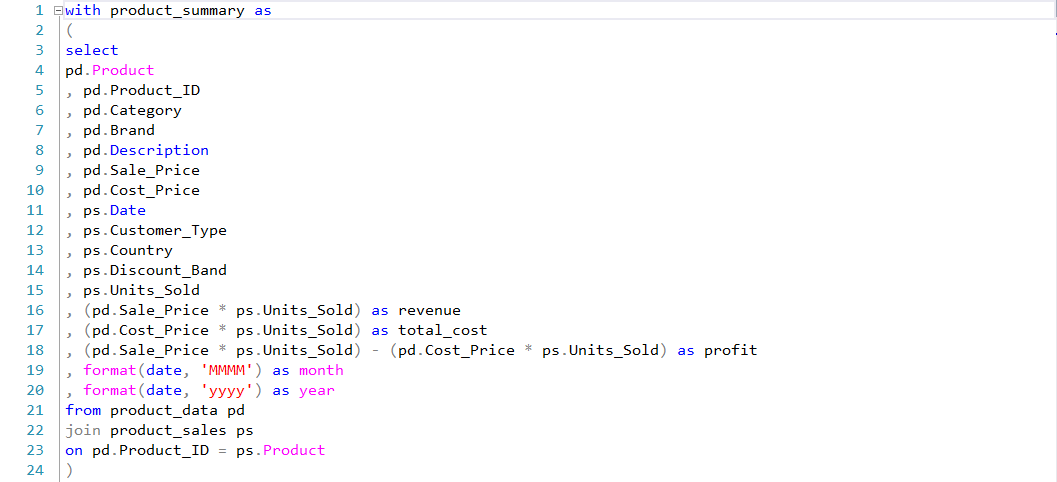 1 with product_summary as
2 (
3 select
4 pd.Product
5 , pd.Product_ID
6 , pd.Category
7 , pd.Brand
8 , pd.Description
9 , pd.Sale_Price
10 , pd.Cost_Price
11 , ps.Date
12 , ps.Customer_Type
13 , ps.Country
14 , ps.Discount_Band
15 , ps.Units_Sold
16 , (pd.Sale_Price * ps.Units_Sold) as revenue
17 , (pd.Cost_Price * ps.Units_Sold) as total_cost
18 , (pd.Sale_Price * ps.Units_Sold) - (pd.Cost_Price * ps.Units_Sold) as profit
19 , format(date, 'MMMM') as month
20 , format(date, 'yyyy') as year
21 from product_data pd
22 join product_sales ps
23 on pd.Product_ID = ps.Product
24 )